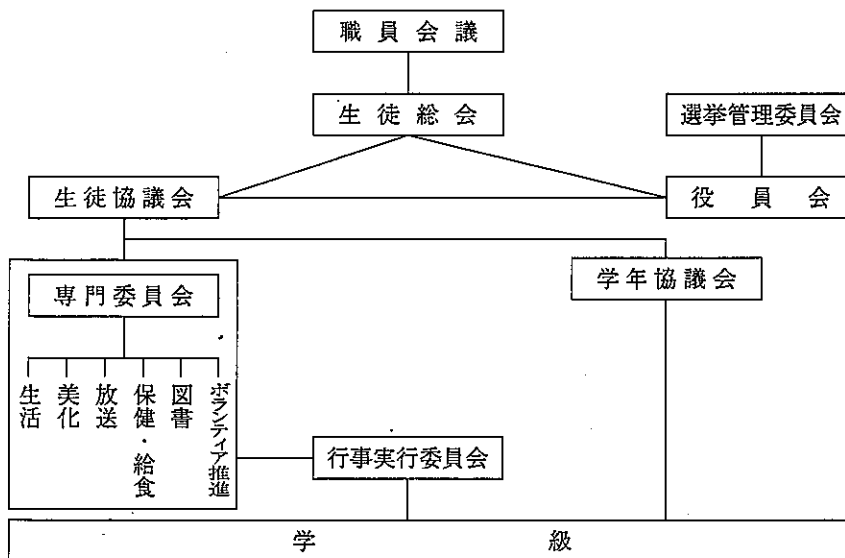 職員会議
生徒総会
選挙管理委員会
生徒協議会
役員会
専門委員会
学年協議会
生活
美化
放送
保健・給食
図書
ボランティア推進
行事実行委員会
学級